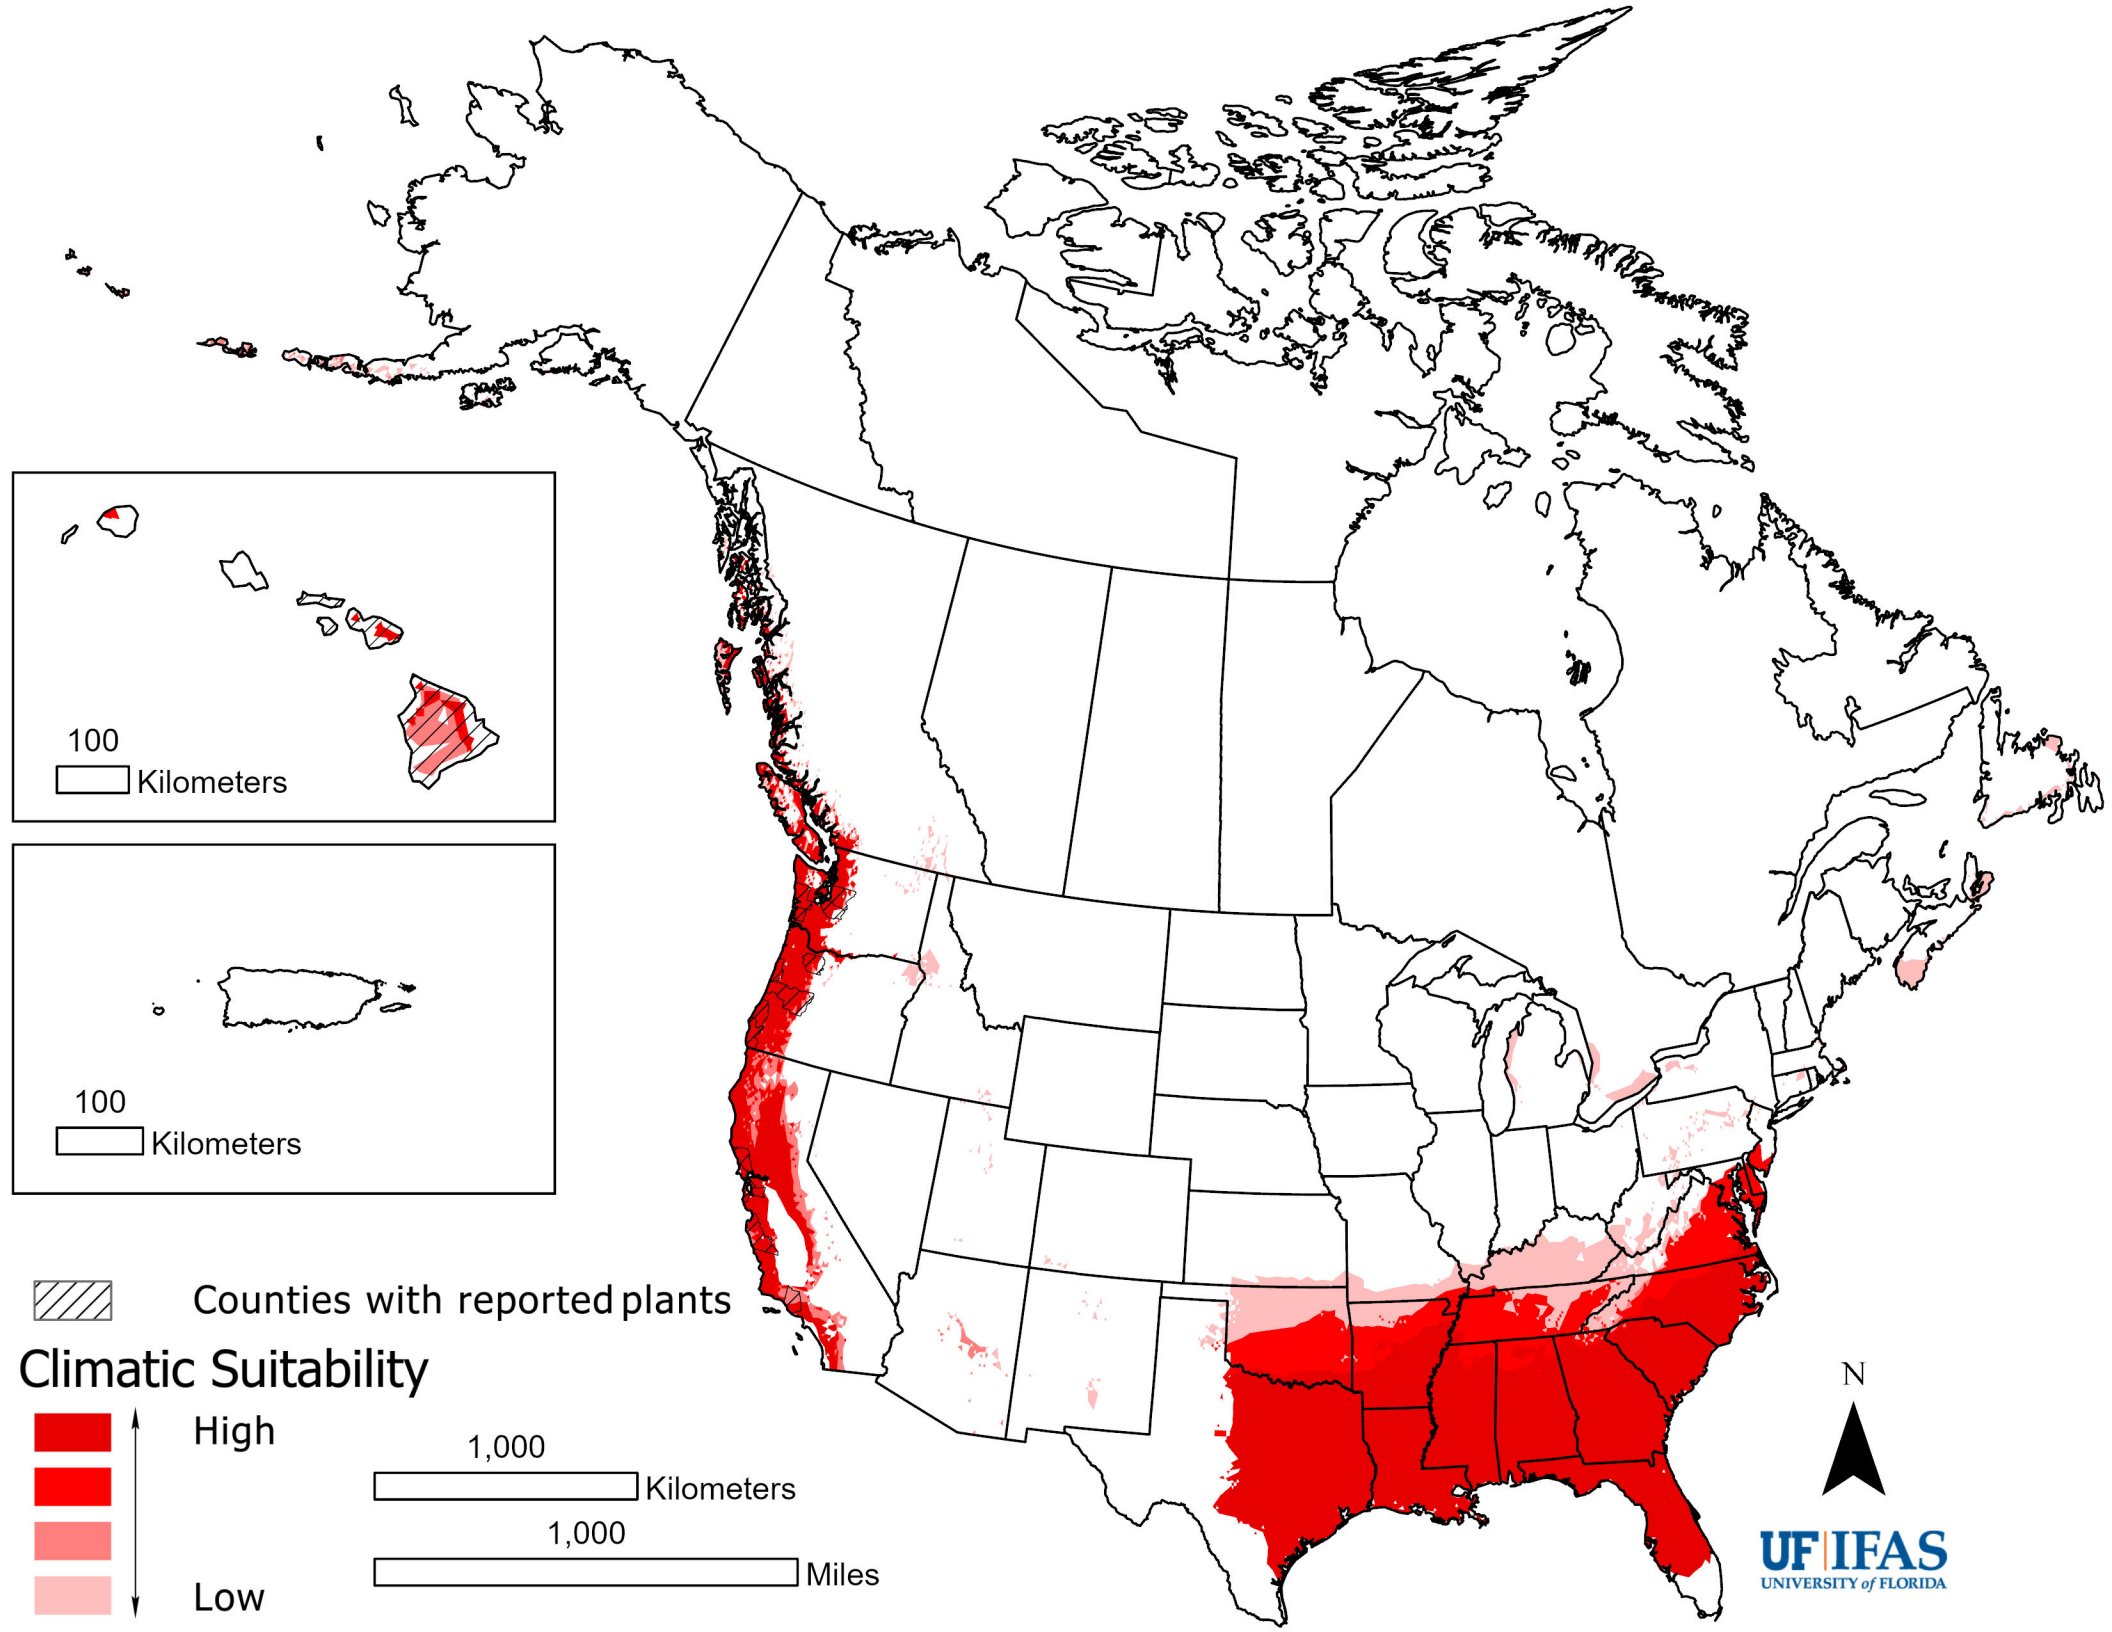 100
Kilometers
100
Kilometers
Counties with reported plants
Climatic Suitability
High
Low
1,000
Kilometers
1,000
Miles
N
UF|IFAS
UNIVERSITY of FLORIDA